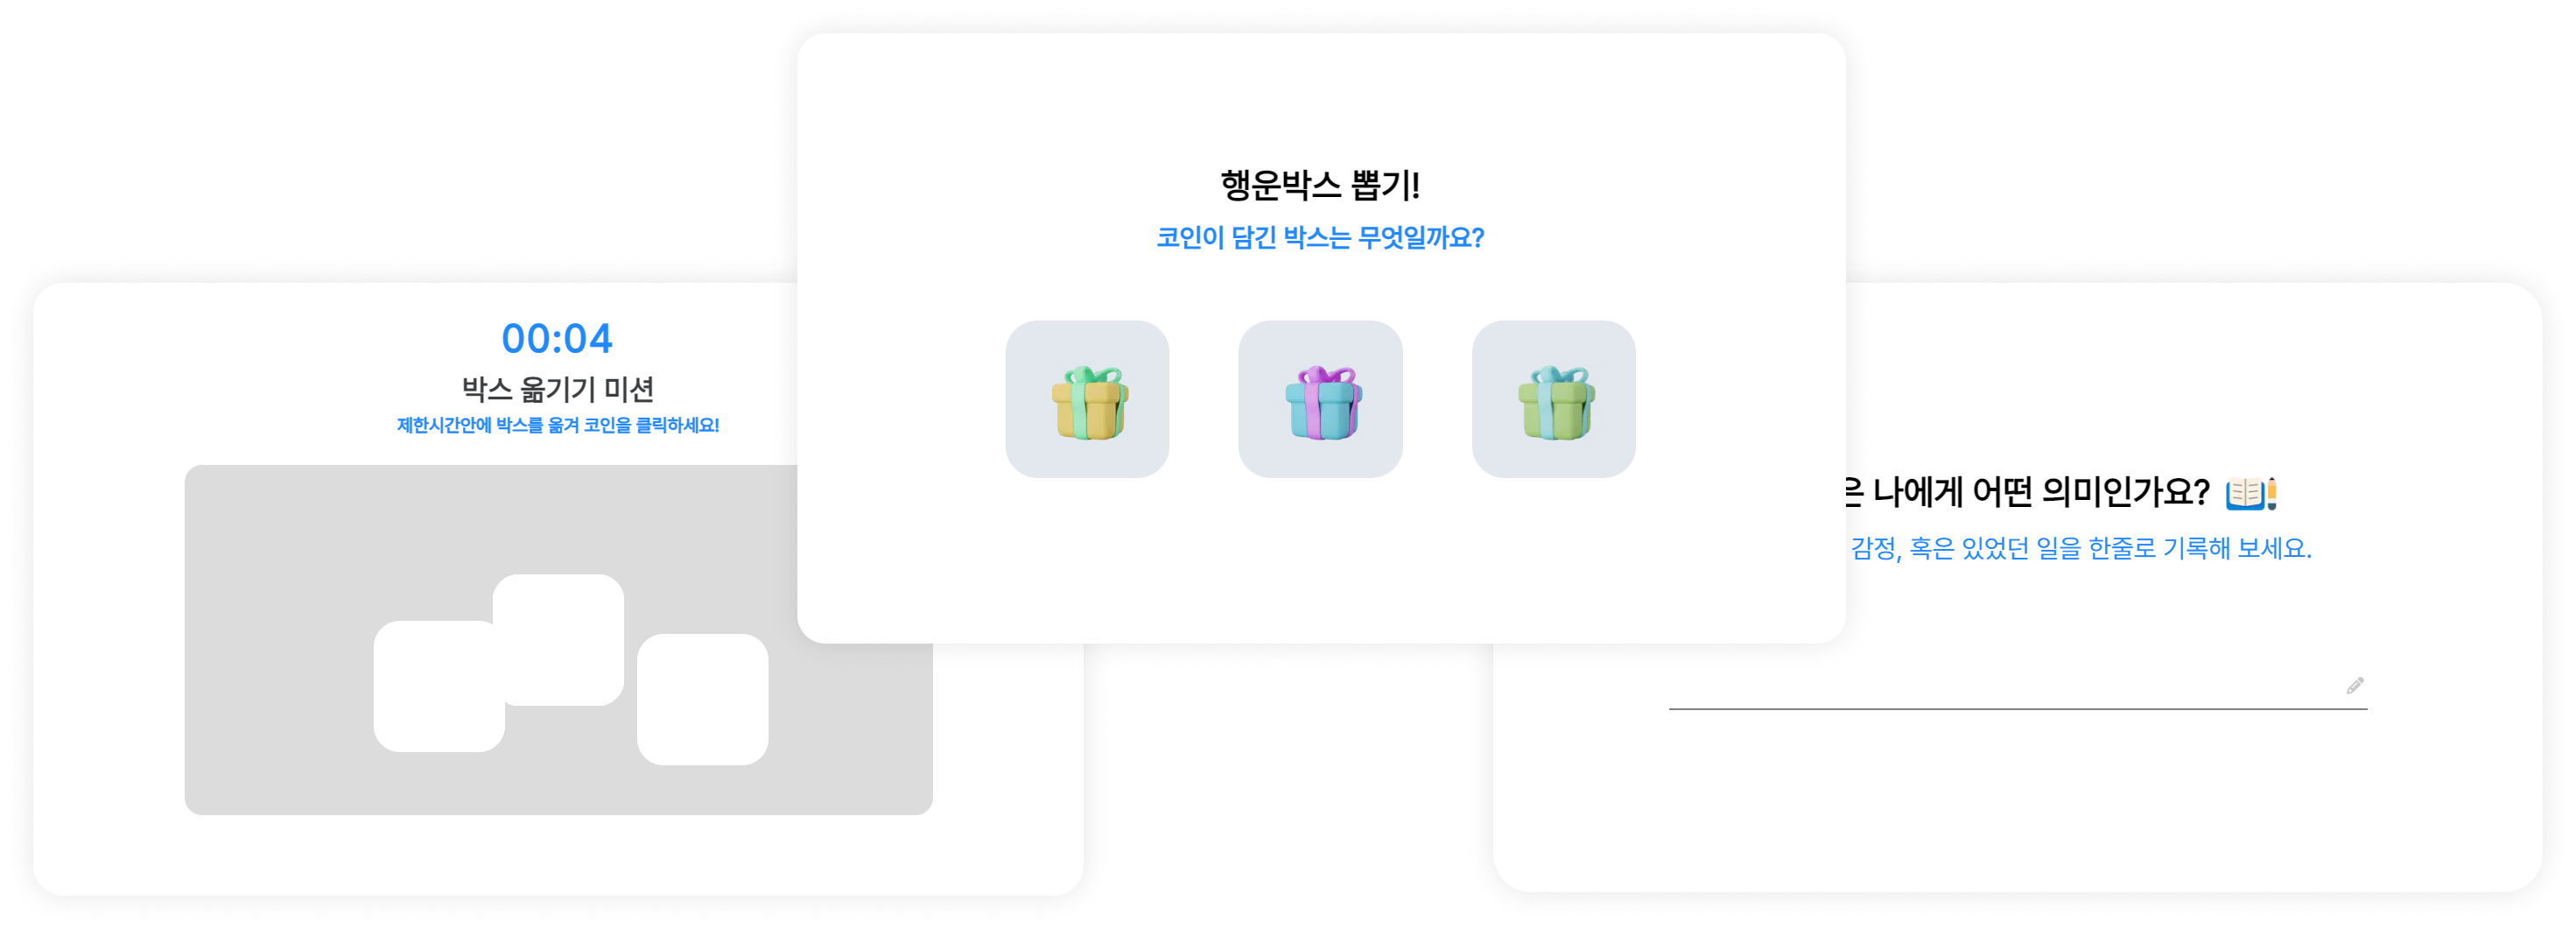 행운박스 뽑기!
코인이 담긴 박스는 무엇일까요?
00:04
박스 옮기기 미션
제한시간안에 박스를 옮겨 코인을 클릭하세요!
나에게 어떤 의미인가요?
감정, 혹은 있었던 일을 한줄로 기록해 보세요.